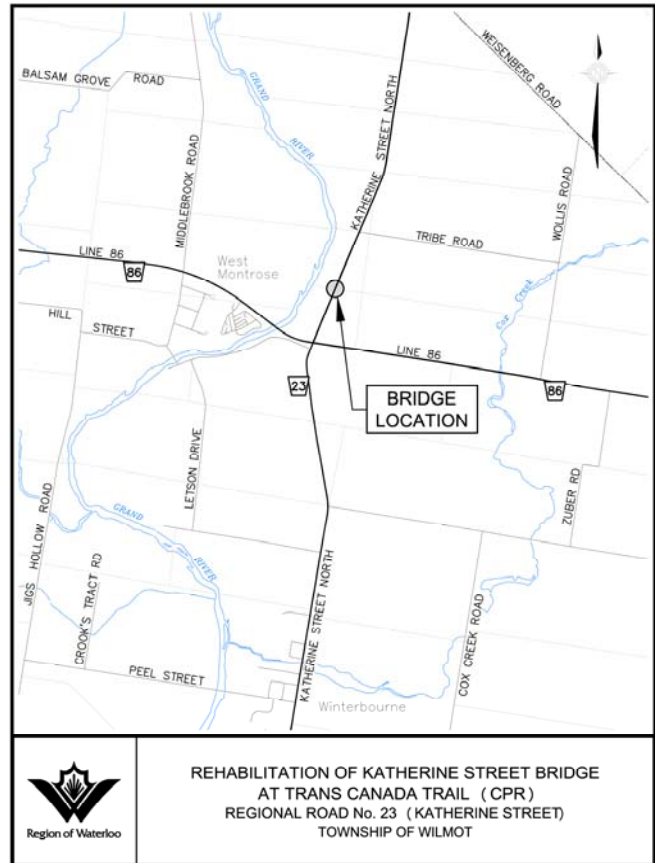 WEISENBERG ROAD
BALSAM GROVE ROAD
GRAND
RIVER
KATHERINE STREET NORTH
MIDDLEBROOK ROAD
WOLLIS ROAD
TRIBE ROAD
LINE 86
86
West
Montrose
Cox Creek
HILL
STREET
LINE 86
23
86
BRIDGE
LOCATION
LETSON DRIVE
ZUBER RD
JIGS HOLLOW ROAD
GRAND
RIVER
CROOK'S TRACT RD
KATHERINE STREET NORTH
COX CREEK ROAD
PEEL STREET
Winterbourne
Region of Waterloo
REHABILITATION OF KATHERINE STREET BRIDGE
AT TRANS CANADA TRAIL (CPR)
REGIONAL ROAD No. 23 (KATHERINE STREET)
TOWNSHIP OF WILMOT